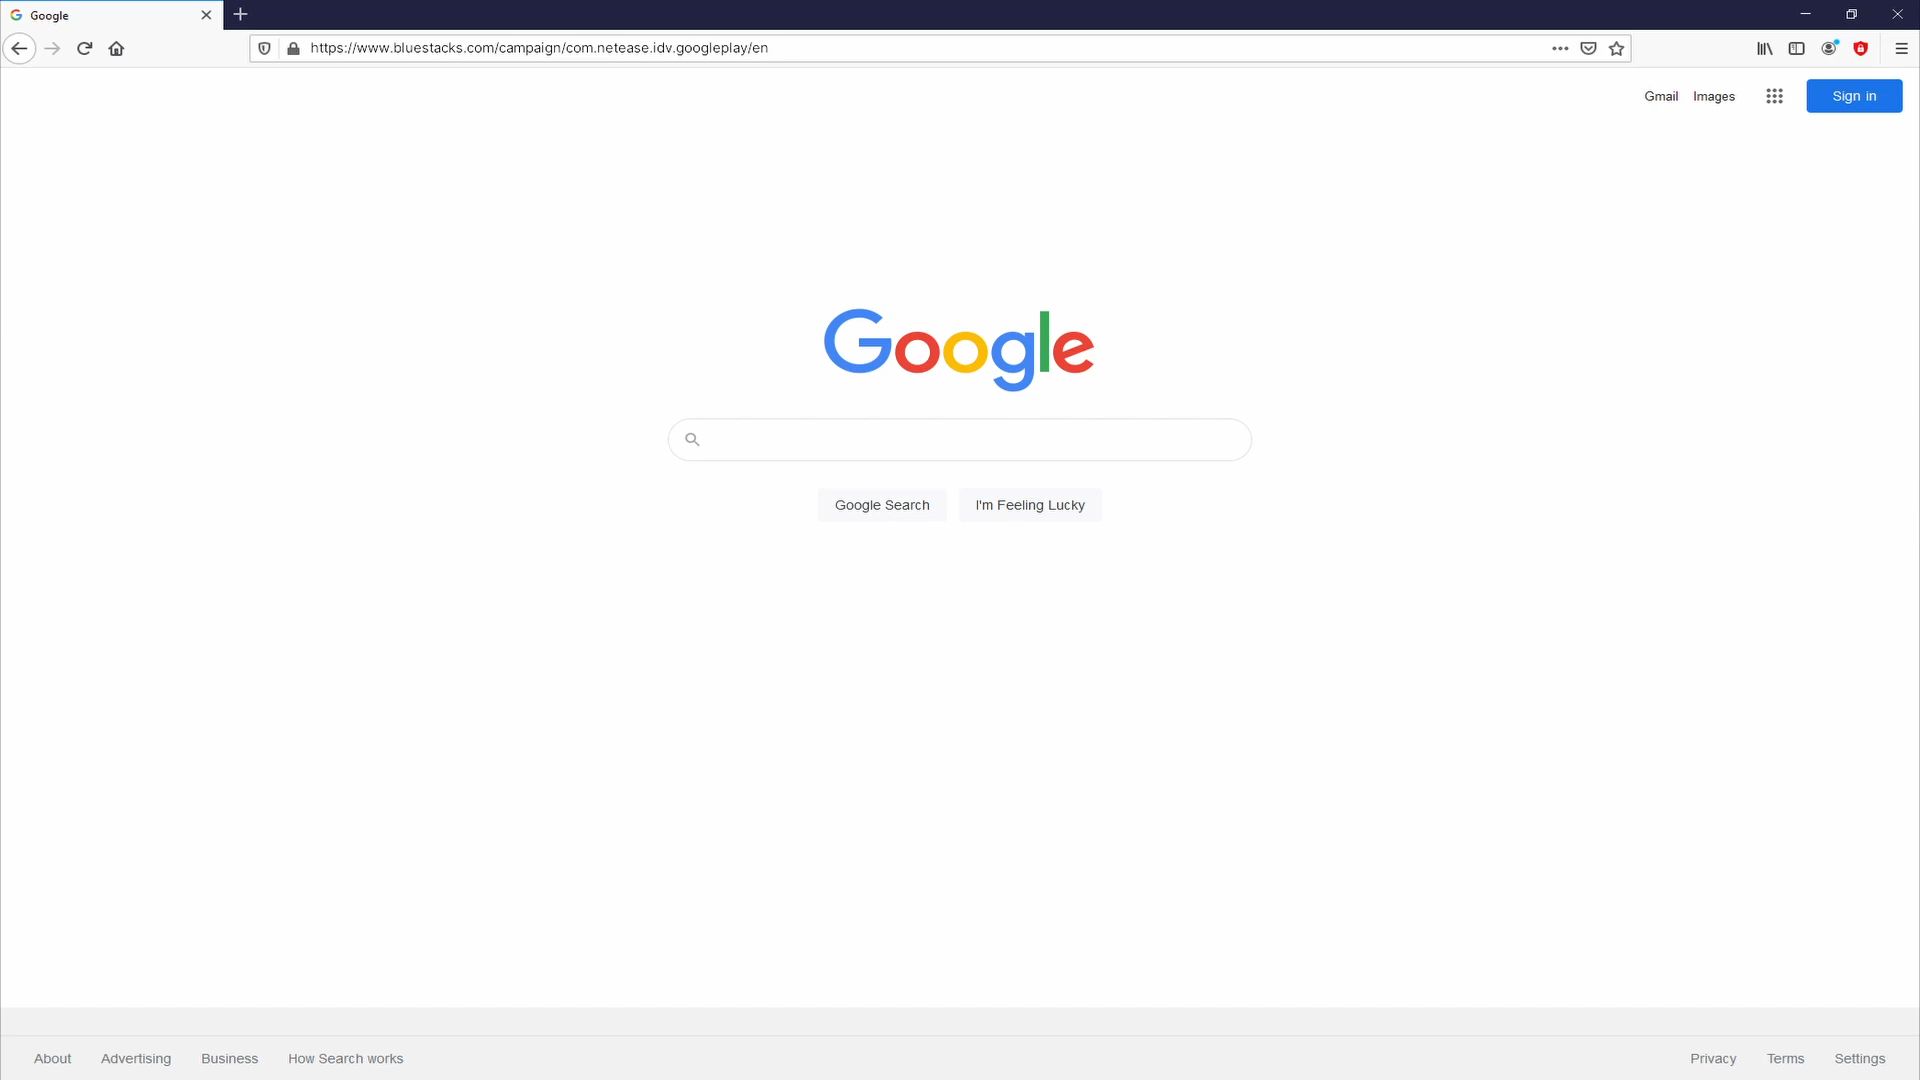 Google
https://www.bluestacks.com/campaign/com.netease.idv.googleplay/en
Gmail Images Sign in
Google
Google Search I'm Feeling Lucky
About Advertising Business How Search works Privacy Terms Settings